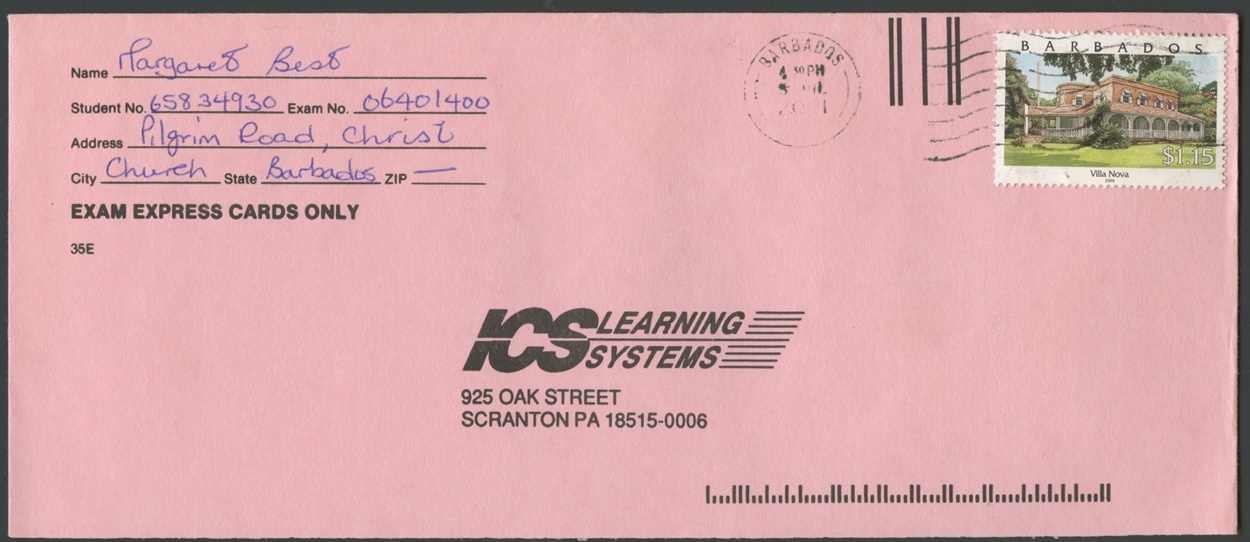 Name Margaret Best
Student No. 65834930 Exam No. 06401400
Address Pilgrim Road, Christ
City Church State Barbados ZIP —
EXAM EXPRESS CARDS ONLY
35E
BARBADOS
4 30 PM
BARBADOS
$1.15
Villa Nova
2000
ICS LEARNING
SYSTEMS
925 OAK STREET
SCRANTON PA 18515-0006